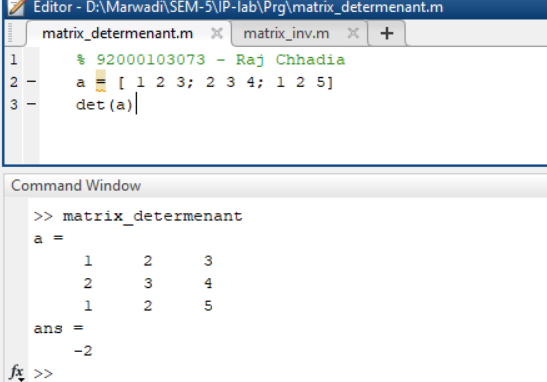 Editor - D:\Marwadi\SEM-5\IP-lab\Prg\matrix_determenant.m
matrix_determenant.m × matrix_inv.m × +
1 % 92000103073 - Raj Chhadia
2 - a = [ 1 2 3; 2 3 4; 1 2 5]
3 - det(a)
Command Window
>> matrix_determenant
a =
1 2 3
2 3 4
1 2 5
ans =
-2
fx >>